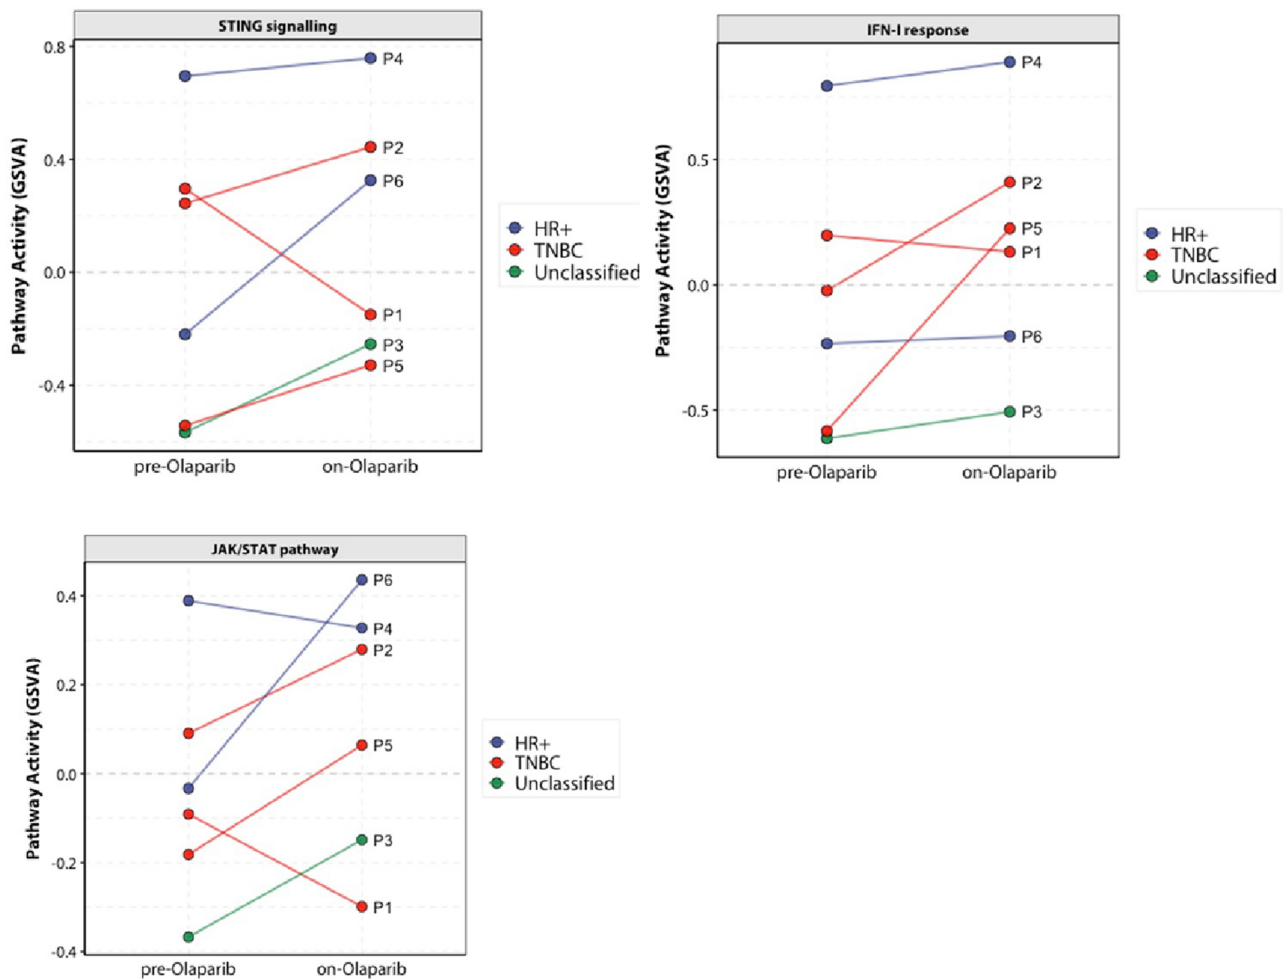 STING signalling
0.8
0.4
0.0
-0.4
Pathway Activity (GSVA)
P4
P2
P6
P1
P3
P5
pre-Olaparib
on-Olaparib
HR+
TNBC
Unclassified
IFN-I response
0.5
0.0
-0.5
Pathway Activity (GSVA)
P4
P2
P5
P1
P6
P3
pre-Olaparib
on-Olaparib
HR+
TNBC
Unclassified
JAK/STAT pathway
0.4
0.2
0.0
-0.2
-0.4
Pathway Activity (GSVA)
P6
P4
P2
P5
P3
P1
pre-Olaparib
on-Olaparib
HR+
TNBC
Unclassified